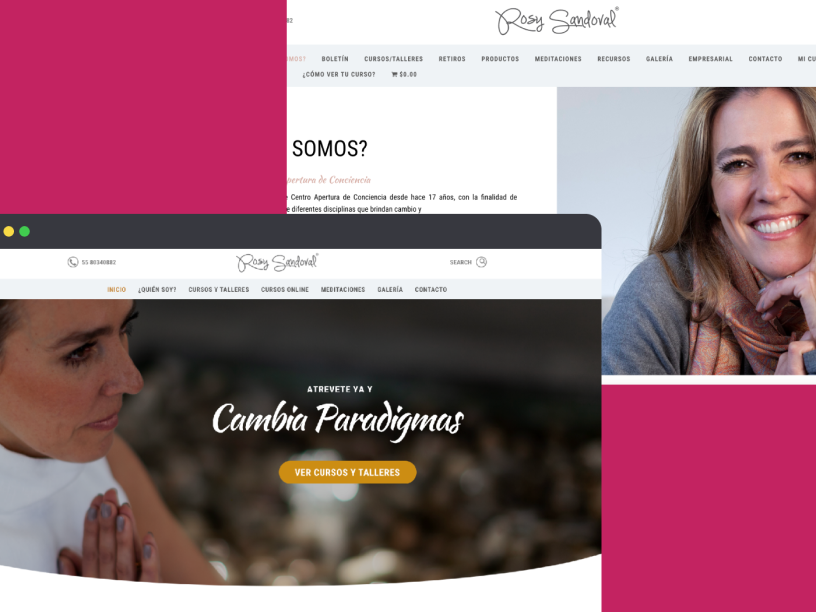 Rosy Sandoval
BOLETÍN CURSOS/TALLERES RETIROS PRODUCTOS MEDITACIONES RECURSOS GALERÍA EMPRESARIAL CONTACTO MI CU
¿CÓMO VER TU CURSO? $0.00
SOMOS?
pertura de Conciencia
Centro Apertura de Conciencia desde hace 17 años, con la finalidad de
e diferentes disciplinas que brindan cambio y
55 80340882 Rosy Sandoval SEARCH
INICIO ¿QUIÉN SOY? CURSOS Y TALLERES CURSOS ONLINE MEDITACIONES GALERÍA CONTACTO
ATREVETE YA Y
Cambia Paradigmas
VER CURSOS Y TALLERES